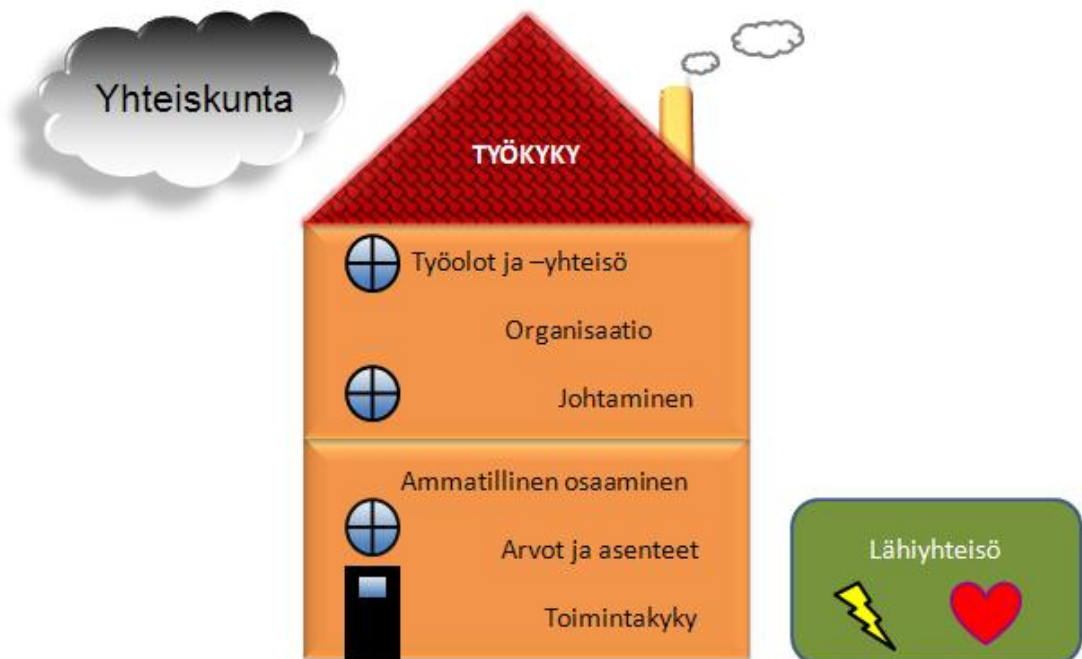 Yhteiskunta
TYÖKYKY
Työolot ja –yhteisö
Organisaatio
Johtaminen
Ammatillinen osaaminen
Arvot ja asenteet
Toimintakyky
Lähiyhteisö